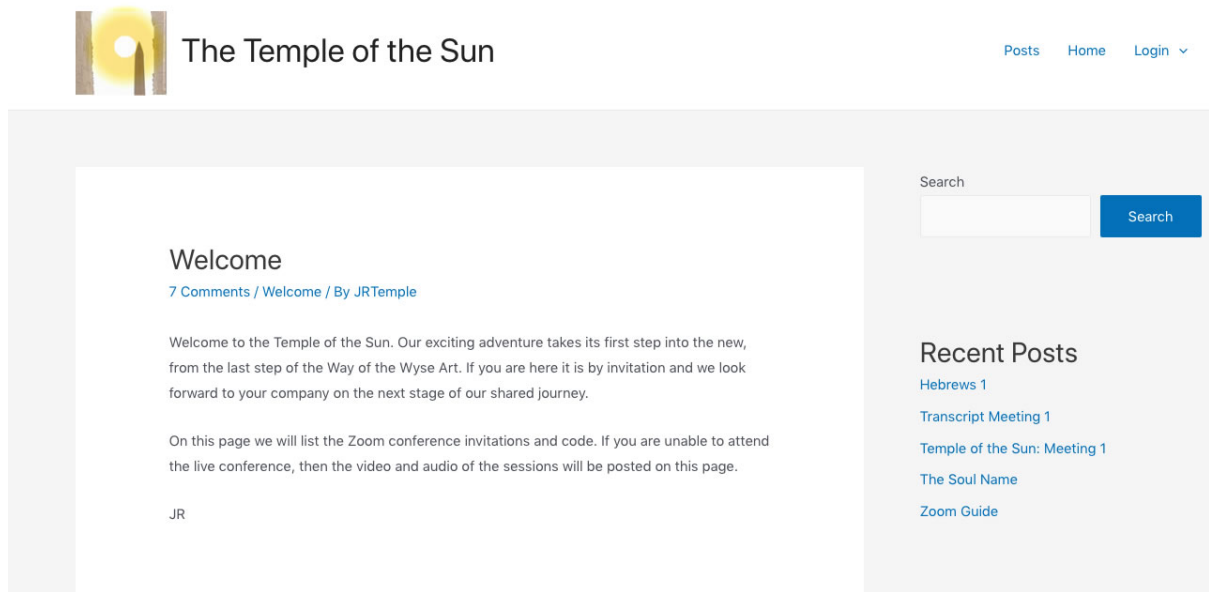 The Temple of the Sun
Posts Home Login
Welcome
7 Comments / Welcome / By JRTemple
Welcome to the Temple of the Sun. Our exciting adventure takes its first step into the new,
from the last step of the Way of the Wyse Art. If you are here it is by invitation and we look
forward to your company on the next stage of our shared journey.
On this page we will list the Zoom conference invitations and code. If you are unable to attend
the live conference, then the video and audio of the sessions will be posted on this page.
JR
Search
Search
Recent Posts
Hebrews 1
Transcript Meeting 1
Temple of the Sun: Meeting 1
The Soul Name
Zoom Guide